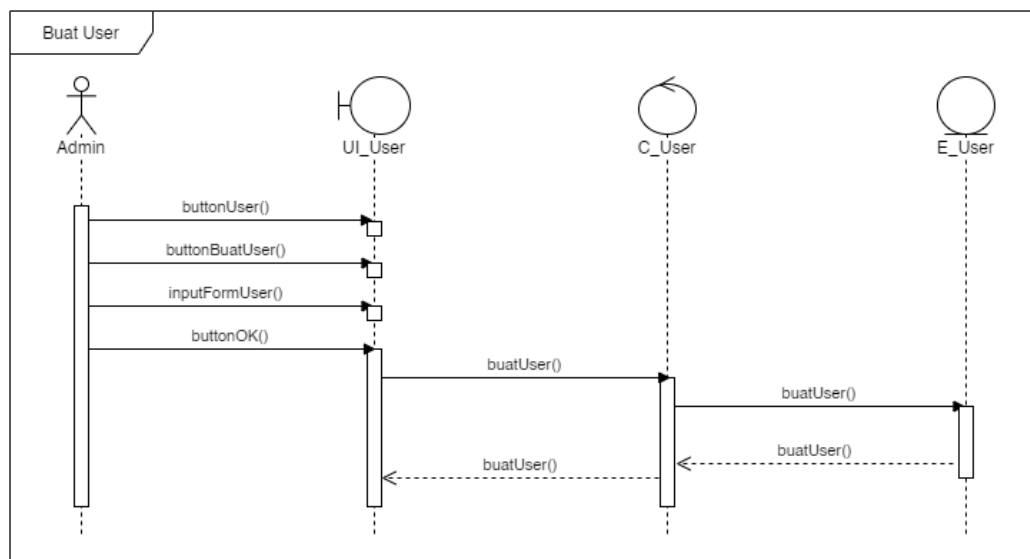 Buat User
Admin
UI_User
C_User
E_User
buttonUser()
buttonBuatUser()
inputFormUser()
buttonOK()
buatUser()
buatUser()
buatUser()
buatUser()